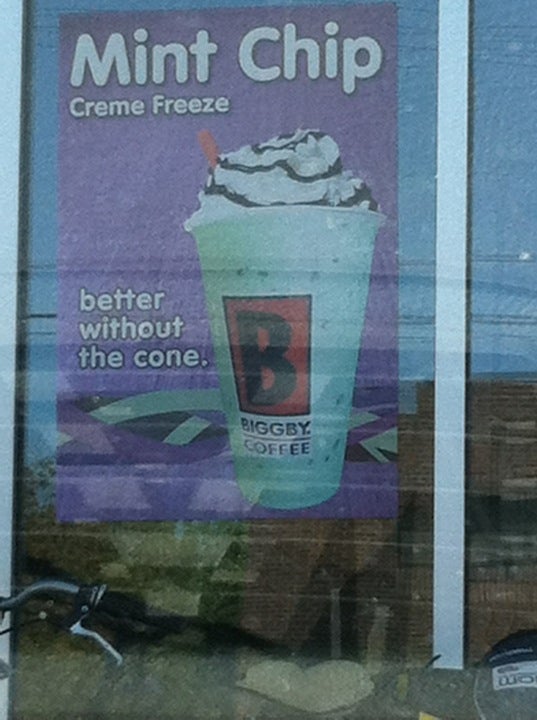 Mint Chip
Creme Freeze
better
without
the cone.
B
BIGGBY
COFFEE